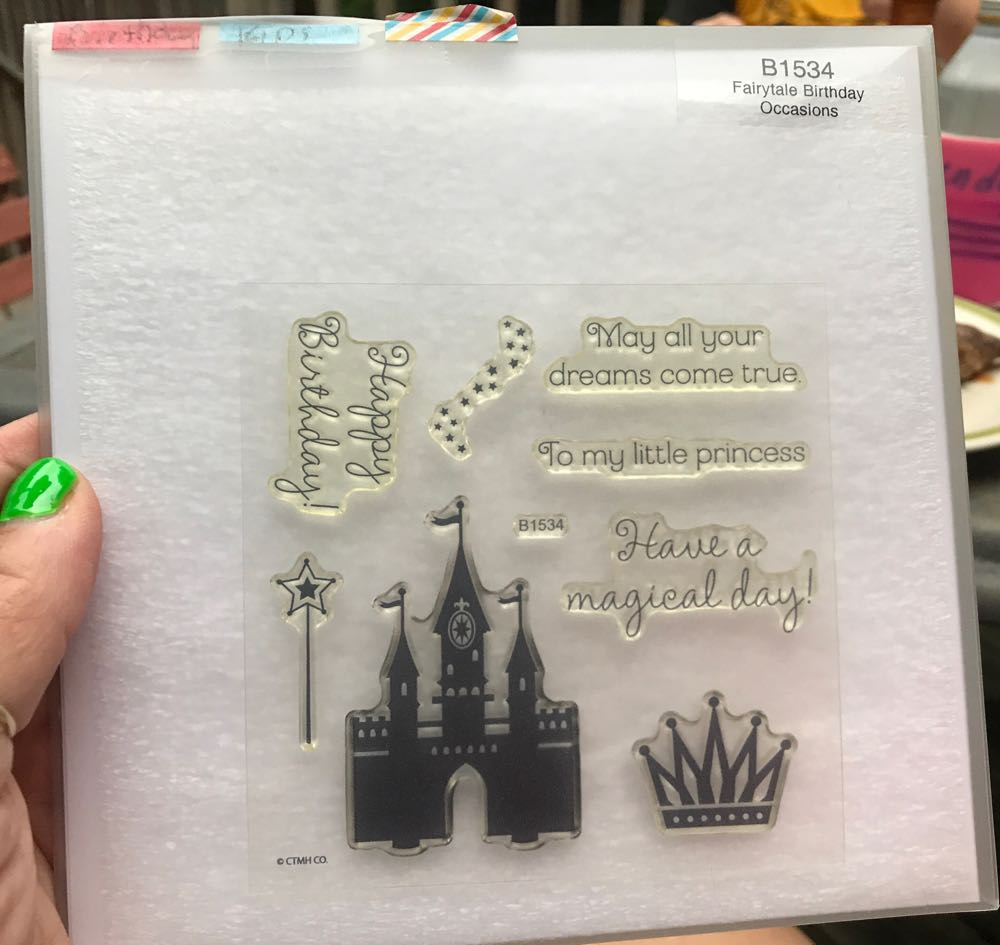 B1534
Fairytale Birthday
Occasions
Happy
Birthday!
May all your
dreams come true.
To my little princess
B1534
Have a
magical day!
© CTMH CO.